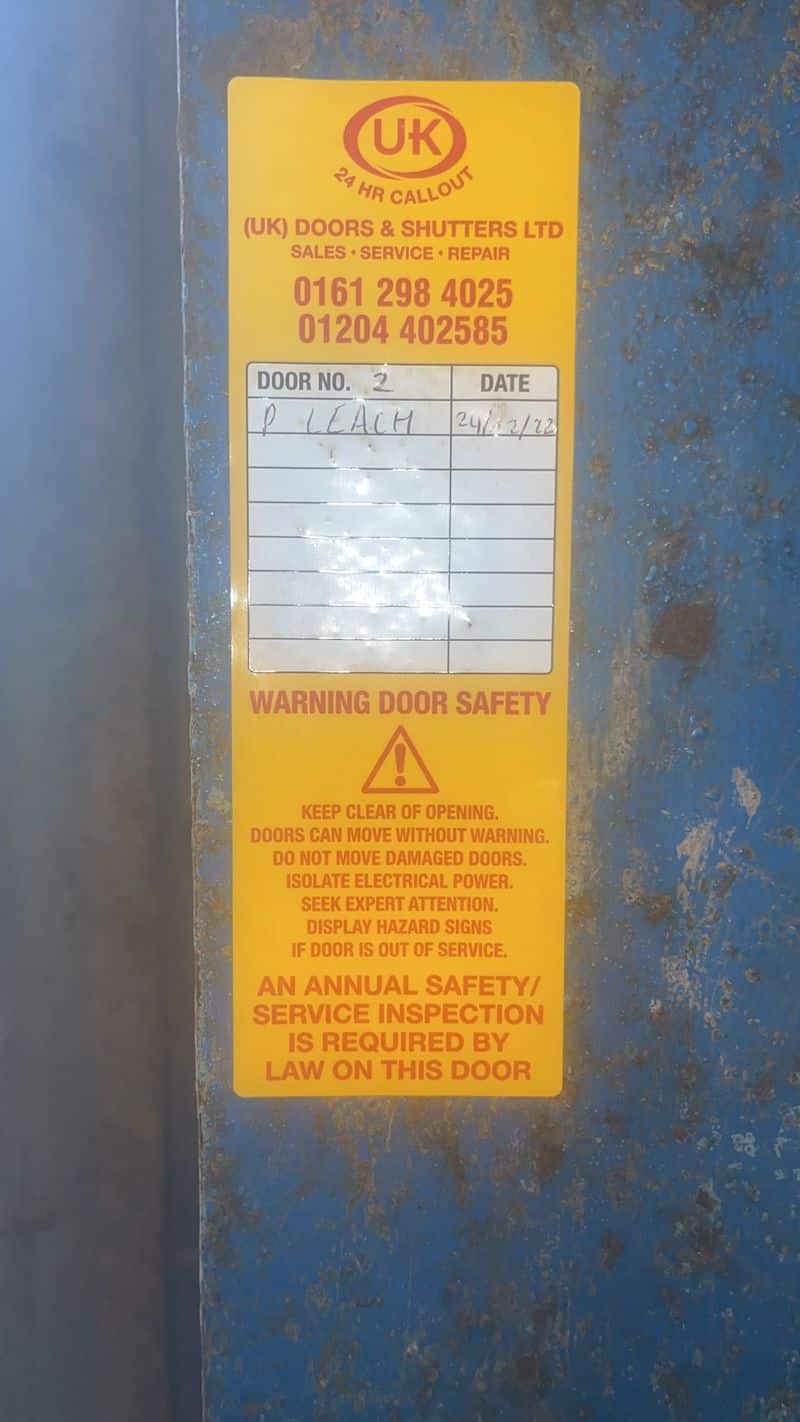 UK
24 HR CALLOUT
(UK) DOORS & SHUTTERS LTD
SALES • SERVICE • REPAIR
0161 298 4025
01204 402585
DOOR NO. 2 DATE
P LEACH 24/12/22
WARNING DOOR SAFETY
!
KEEP CLEAR OF OPENING.
DOORS CAN MOVE WITHOUT WARNING.
DO NOT MOVE DAMAGED DOORS.
ISOLATE ELECTRICAL POWER.
SEEK EXPERT ATTENTION.
DISPLAY HAZARD SIGNS
IF DOOR IS OUT OF SERVICE.
AN ANNUAL SAFETY/
SERVICE INSPECTION
IS REQUIRED BY
LAW ON THIS DOOR